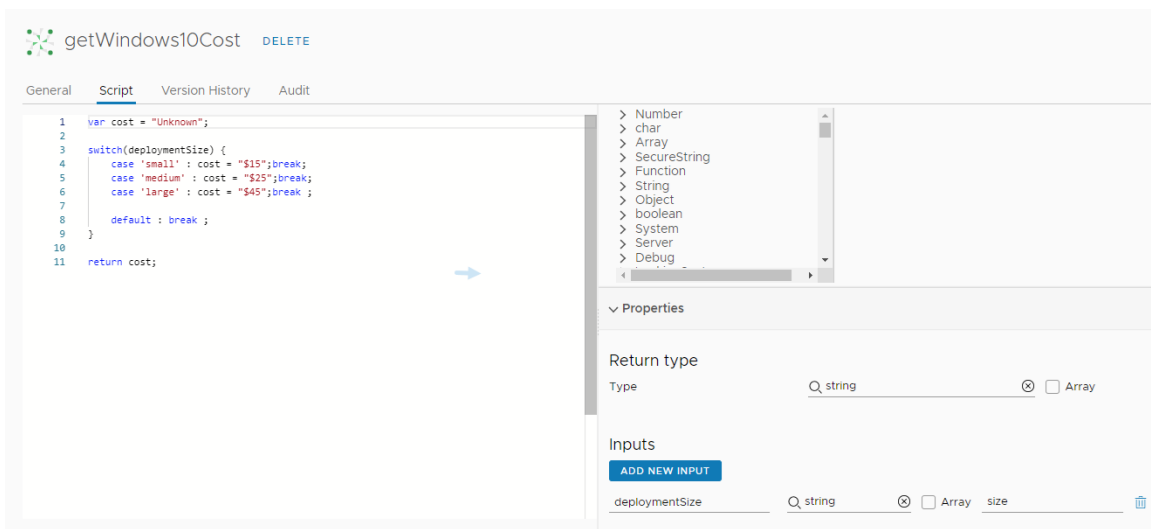 getWindows10Cost DELETE
General Script Version History Audit
1 var cost = "Unknown";
2
3 switch(deploymentSize) {
4 case 'small' : cost = "$15";break;
5 case 'medium' : cost = "$25";break;
6 case 'large' : cost = "$45";break ;
7
8 default : break ;
9 }
10
11 return cost;
Number
char
Array
SecureString
Function
String
Object
boolean
System
Server
Debug
Properties
Return type
Type string Array
Inputs
ADD NEW INPUT
deploymentSize string Array size